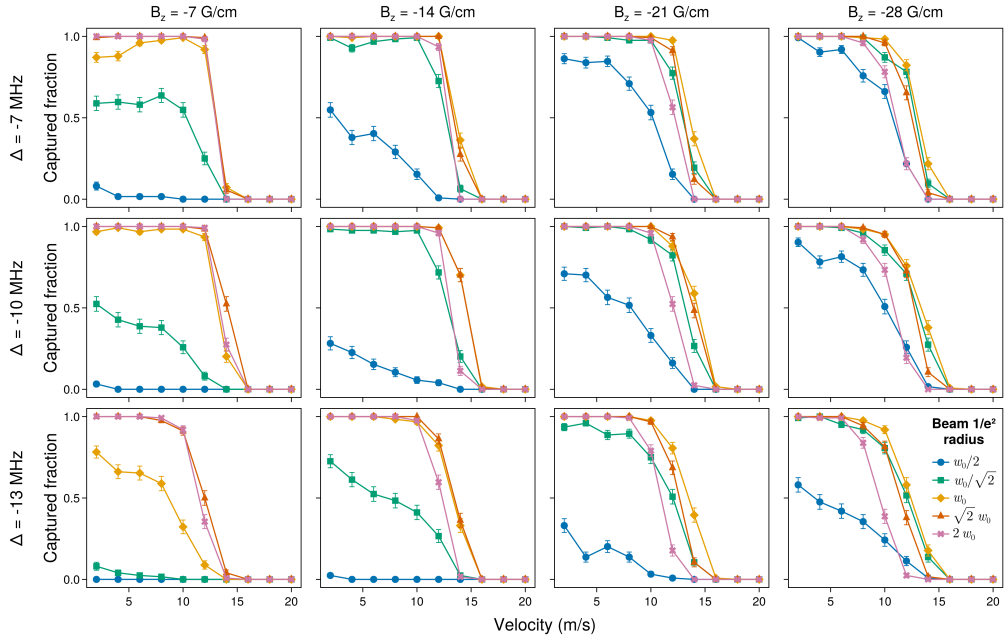 B_z = -7 G/cm B_z = -14 G/cm B_z = -21 G/cm B_z = -28 G/cm
Δ = -7 MHz
Captured fraction
1.0
0.5
0.0
Δ = -10 MHz
Captured fraction
1.0
0.5
0.0
Δ = -13 MHz
Captured fraction
1.0
0.5
0.0
Beam 1/e²
radius
w₀/2
w₀/√2
w₀
√2 w₀
2 w₀
5 10 15 20 5 10 15 20 5 10 15 20 5 10 15 20
Velocity (m/s)